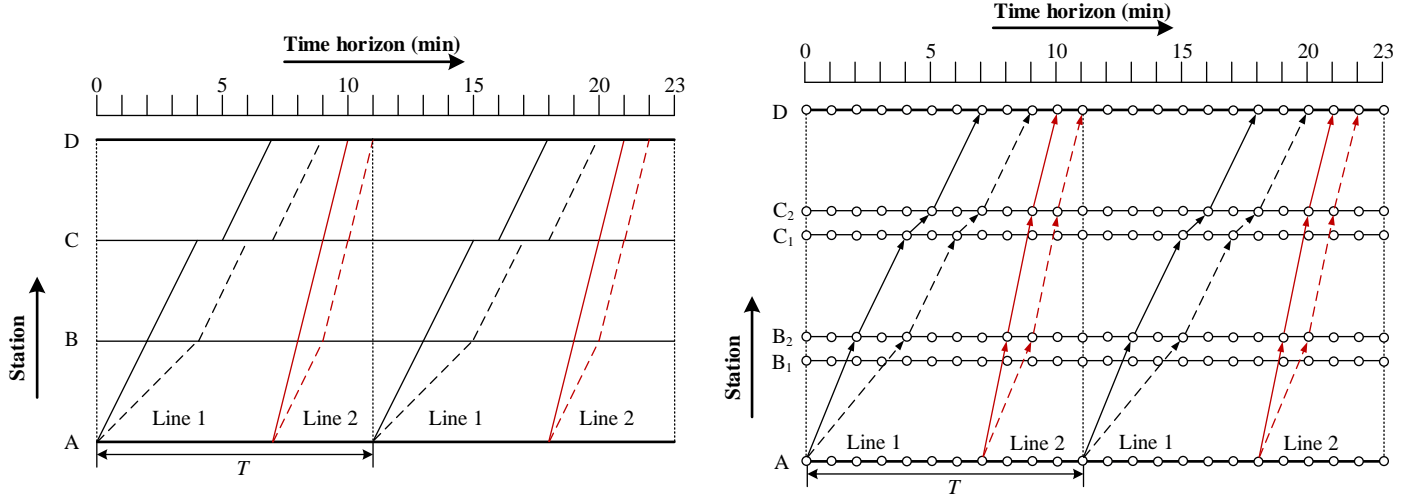 Time horizon (min)
0 5 10 15 20 23
D
C
B
A
Station
Line 1 Line 2 Line 1 Line 2
T
Time horizon (min)
0 5 10 15 20 23
D
C₂
C₁
B₂
B₁
A
Station
Line 1 Line 2 Line 1 Line 2
T